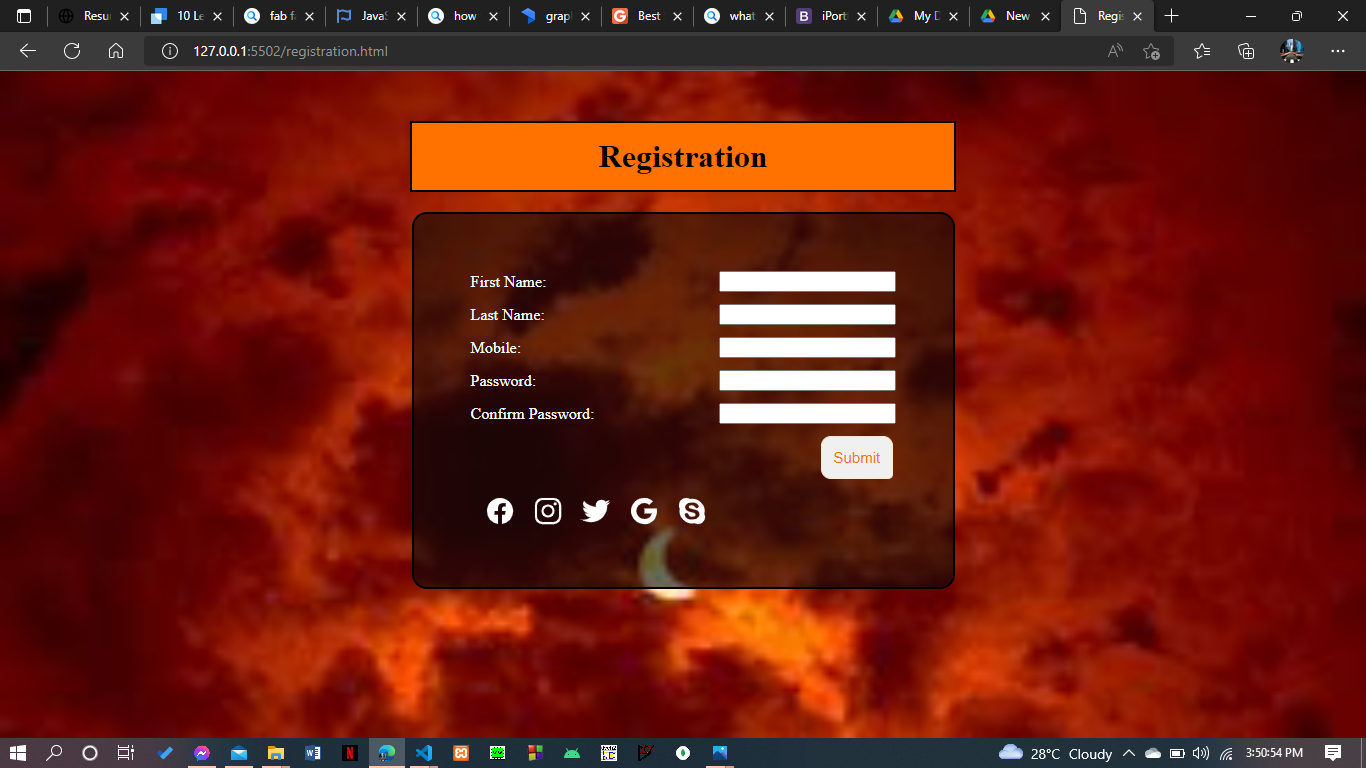 Resu
10 Le
fab f
JavaS
how
grap
Best
what
iPort
My D
New
Regis
127.0.0.1:5502/registration.html
Registration
First Name:
Last Name:
Mobile:
Password:
Confirm Password:
Submit
28°C Cloudy
3:50:54 PM